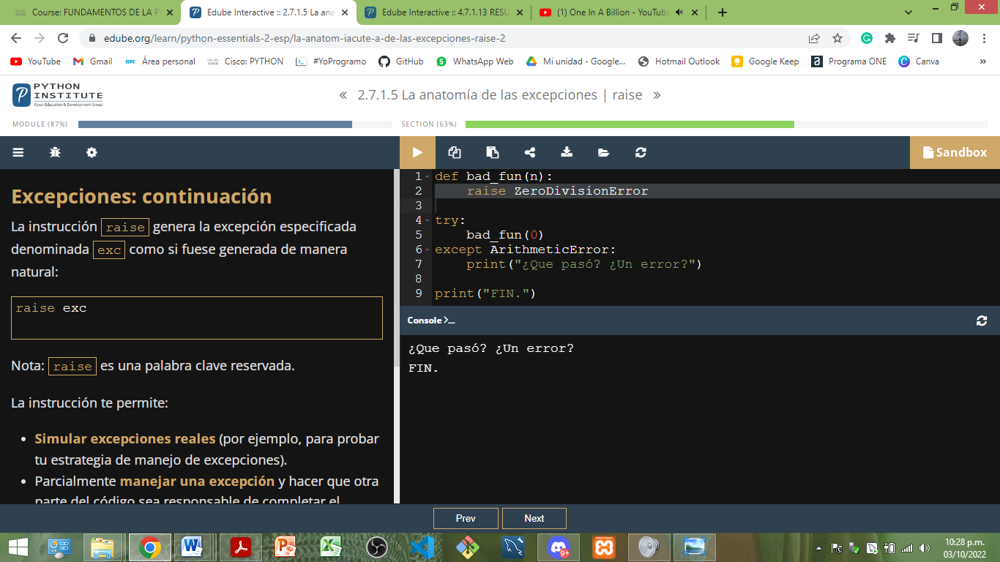 Course: FUNDAMENTOS DE LA P
Edube Interactive :: 2.7.1.5 La ana
Edube Interactive :: 4.7.1.13 RESU
(1) One In A Billion - YouTube
edube.org/learn/python-essentials-2-esp/la-anatom-iacute-a-de-las-excepciones-raise-2
YouTube
Gmail
Área personal
Cisco: PYTHON
#YoProgramo
GitHub
WhatsApp Web
Mi unidad - Google...
Hotmail Outlook
Google Keep
Programa ONE
Canva
»
PYTHON
INSTITUTE
Open Education & Development Group
« 2.7.1.5 La anatomía de las excepciones | raise »
MODULE (87%)
SECTION (63%)
Sandbox
Excepciones: continuación
La instrucción raise genera la excepción especificada
denominada exc como si fuese generada de manera
natural:
raise exc
Nota: raise es una palabra clave reservada.
La instrucción te permite:
• Simular excepciones reales (por ejemplo, para probar
tu estrategia de manejo de excepciones).
• Parcialmente manejar una excepción y hacer que otra
parte del código sea responsable de completar el
1 def bad_fun(n):
2 raise ZeroDivisionError
3
4 try:
5 bad_fun(0)
6 except ArithmeticError:
7 print("¿Que pasó? ¿Un error?")
8
9 print("FIN.")
Console
¿Que pasó? ¿Un error?
FIN.
Prev
Next
9+
10:28 p.m.
03/10/2022